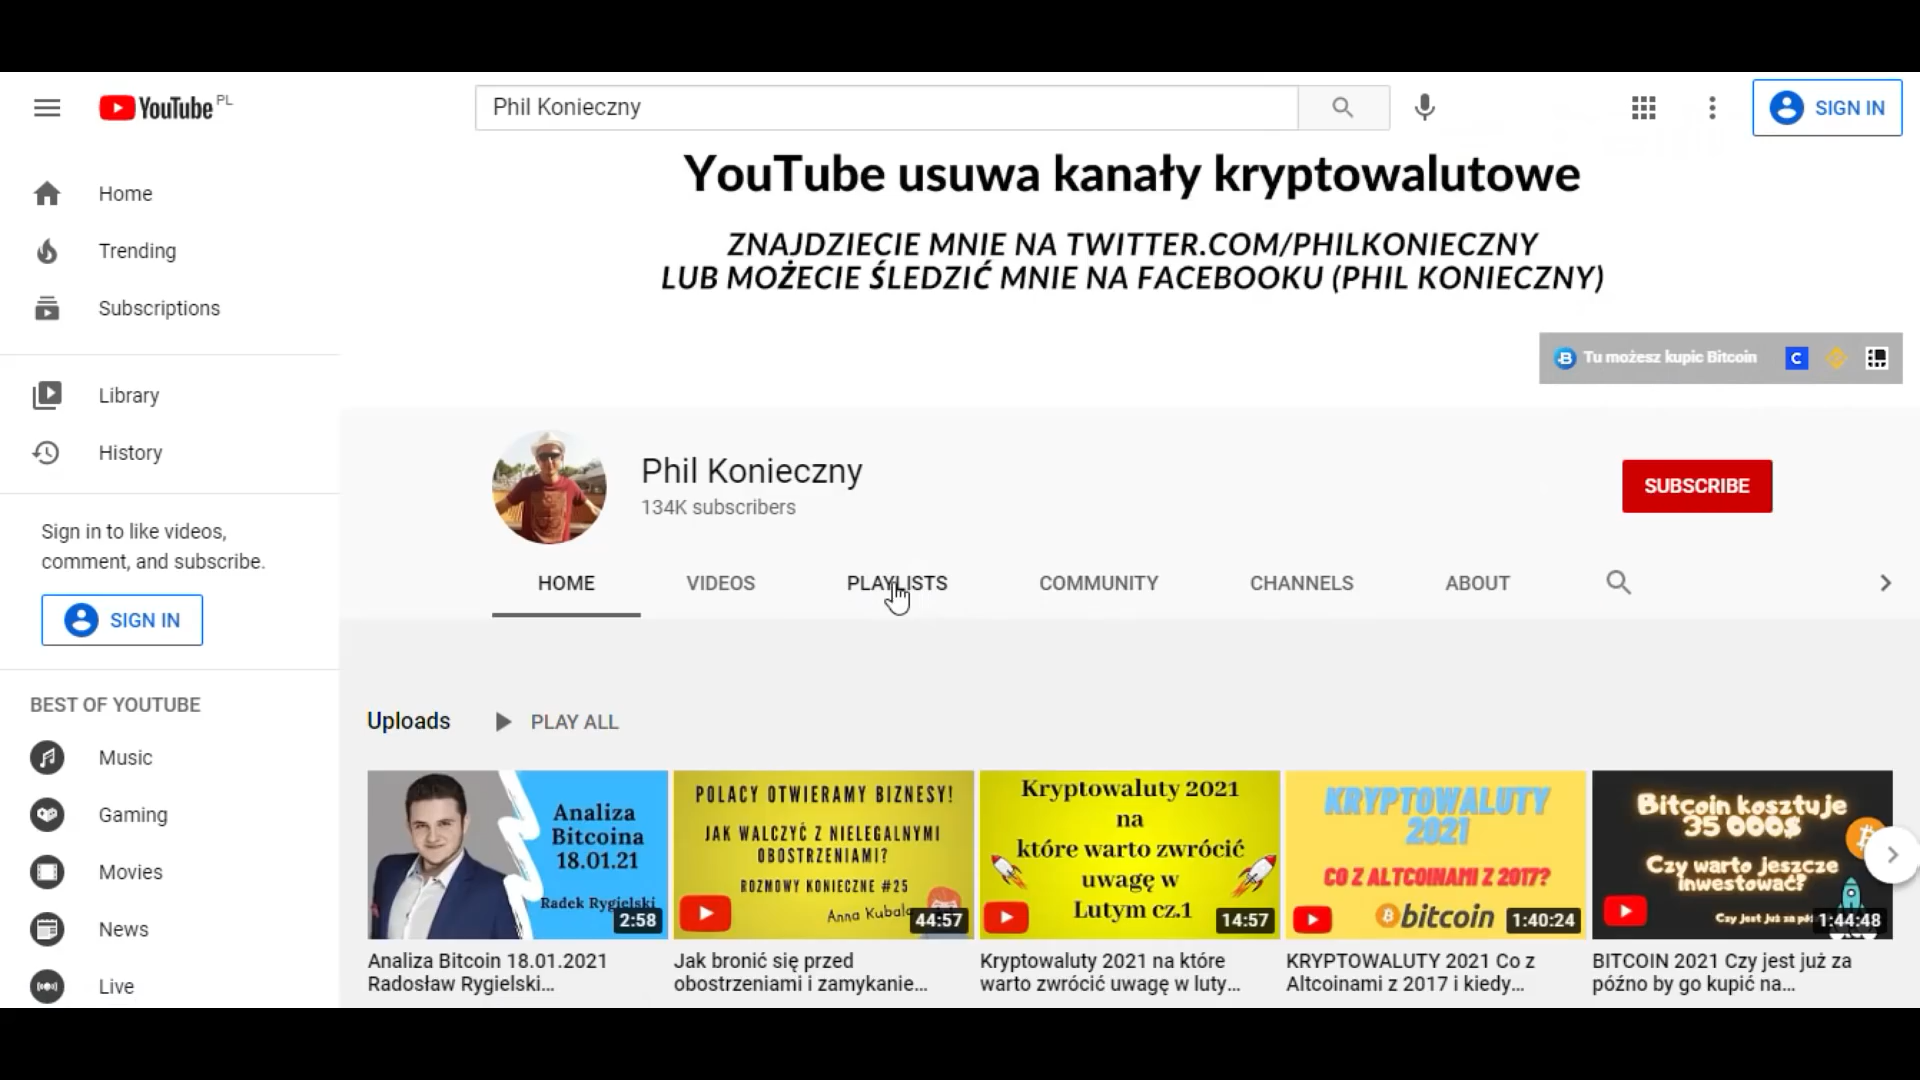 YouTube PL
Phil Konieczny
SIGN IN
Home
Trending
Subscriptions
Library
History
Sign in to like videos,
comment, and subscribe.
SIGN IN
BEST OF YOUTUBE
Music
Gaming
Movies
News
Live
YouTube usuwa kanały kryptowalutowe
ZNAJDZIECIE MNIE NA TWITTER.COM/PHILKONIECZNY
LUB MOŻECIE ŚLEDZIĆ MNIE NA FACEBOOKU (PHIL KONIECZNY)
Tu możesz kupic Bitcoin
Phil Konieczny
134K subscribers
SUBSCRIBE
HOME VIDEOS PLAYLISTS COMMUNITY CHANNELS ABOUT
Uploads PLAY ALL
Analiza
Bitcoina
18.01.21
Radek Rygielski
2:58
Analiza Bitcoin 18.01.2021
Radosław Rygielski...
POLACY OTWIERAMY BIZNESY!
JAK WALCZYĆ Z NIELEGALNYMI
OBOSTRZENIAMI?
ROZMOWY KONIECZNE #25
Anna Kubala
44:57
Jak bronić się przed
obostrzeniami i zamykanie...
Kryptowaluty 2021
na
które warto zwrócić
uwagę w
Lutym cz.1
14:57
Kryptowaluty 2021 na które
warto zwrócić uwagę w luty...
KRYPTOWALUTY
2021
CO Z ALTCOINAMI Z 2017?
bitcoin
1:40:24
KRYPTOWALUTY 2021 Co z
Altcoinami z 2017 i kiedy...
Bitcoin kosztuje
35 000$
Czy warto jeszcze
inwestować?
Czy jest już za
1:44:48
BITCOIN 2021 Czy jest już za
późno by go kupić na...